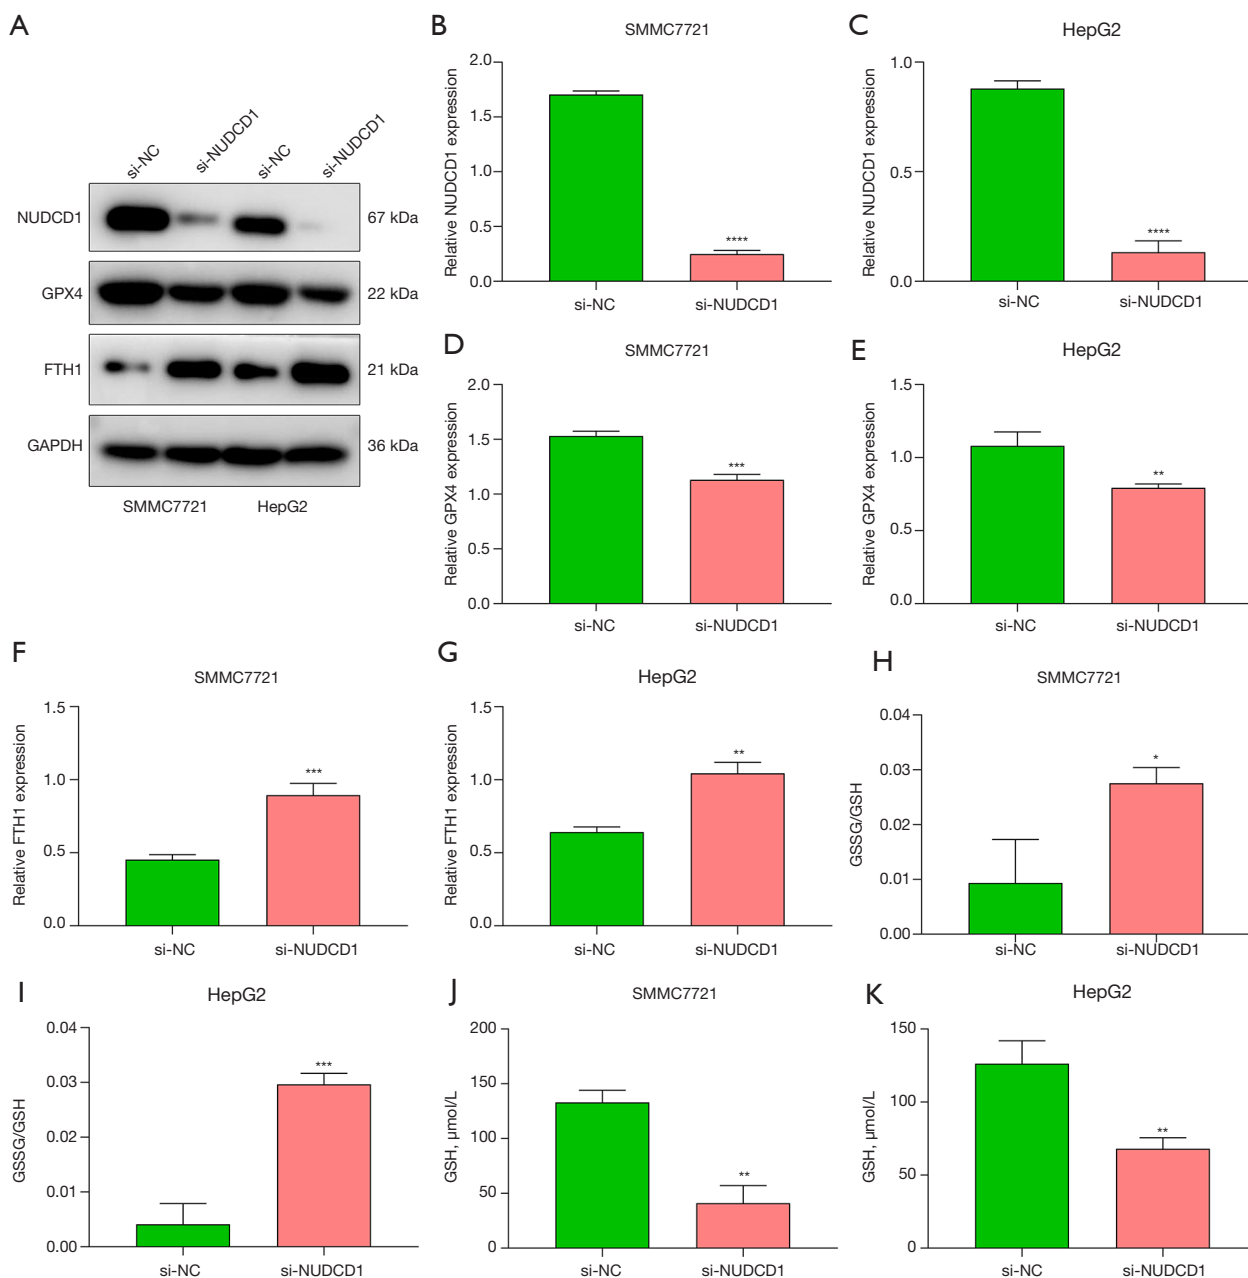 A
si-NC
si-NUDCD1
si-NC
si-NUDCD1
NUDCD1
67 kDa
GPX4
22 kDa
FTH1
21 kDa
GAPDH
36 kDa
SMMC7721
HepG2
B
SMMC7721
Relative NUDCD1 expression
2.0
1.5
1.0
0.5
0.0
****
si-NC
si-NUDCD1
C
HepG2
Relative NUDCD1 expression
1.0
0.5
0.0
****
si-NC
si-NUDCD1
D
SMMC7721
Relative GPX4 expression
2.0
1.5
1.0
0.5
0.0
***
si-NC
si-NUDCD1
E
HepG2
Relative GPX4 expression
1.5
1.0
0.5
0.0
**
si-NC
si-NUDCD1
F
SMMC7721
Relative FTH1 expression
1.5
1.0
0.5
0.0
***
si-NC
si-NUDCD1
G
HepG2
Relative FTH1 expression
1.5
1.0
0.5
0.0
**
si-NC
si-NUDCD1
H
SMMC7721
GSSG/GSH
0.04
0.03
0.02
0.01
0.00
*
si-NC
si-NUDCD1
I
HepG2
GSSG/GSH
0.04
0.03
0.02
0.01
0.00
***
si-NC
si-NUDCD1
J
SMMC7721
GSH, μmol/L
200
150
100
50
0
**
si-NC
si-NUDCD1
K
HepG2
GSH, μmol/L
150
100
50
0
**
si-NC
si-NUDCD1